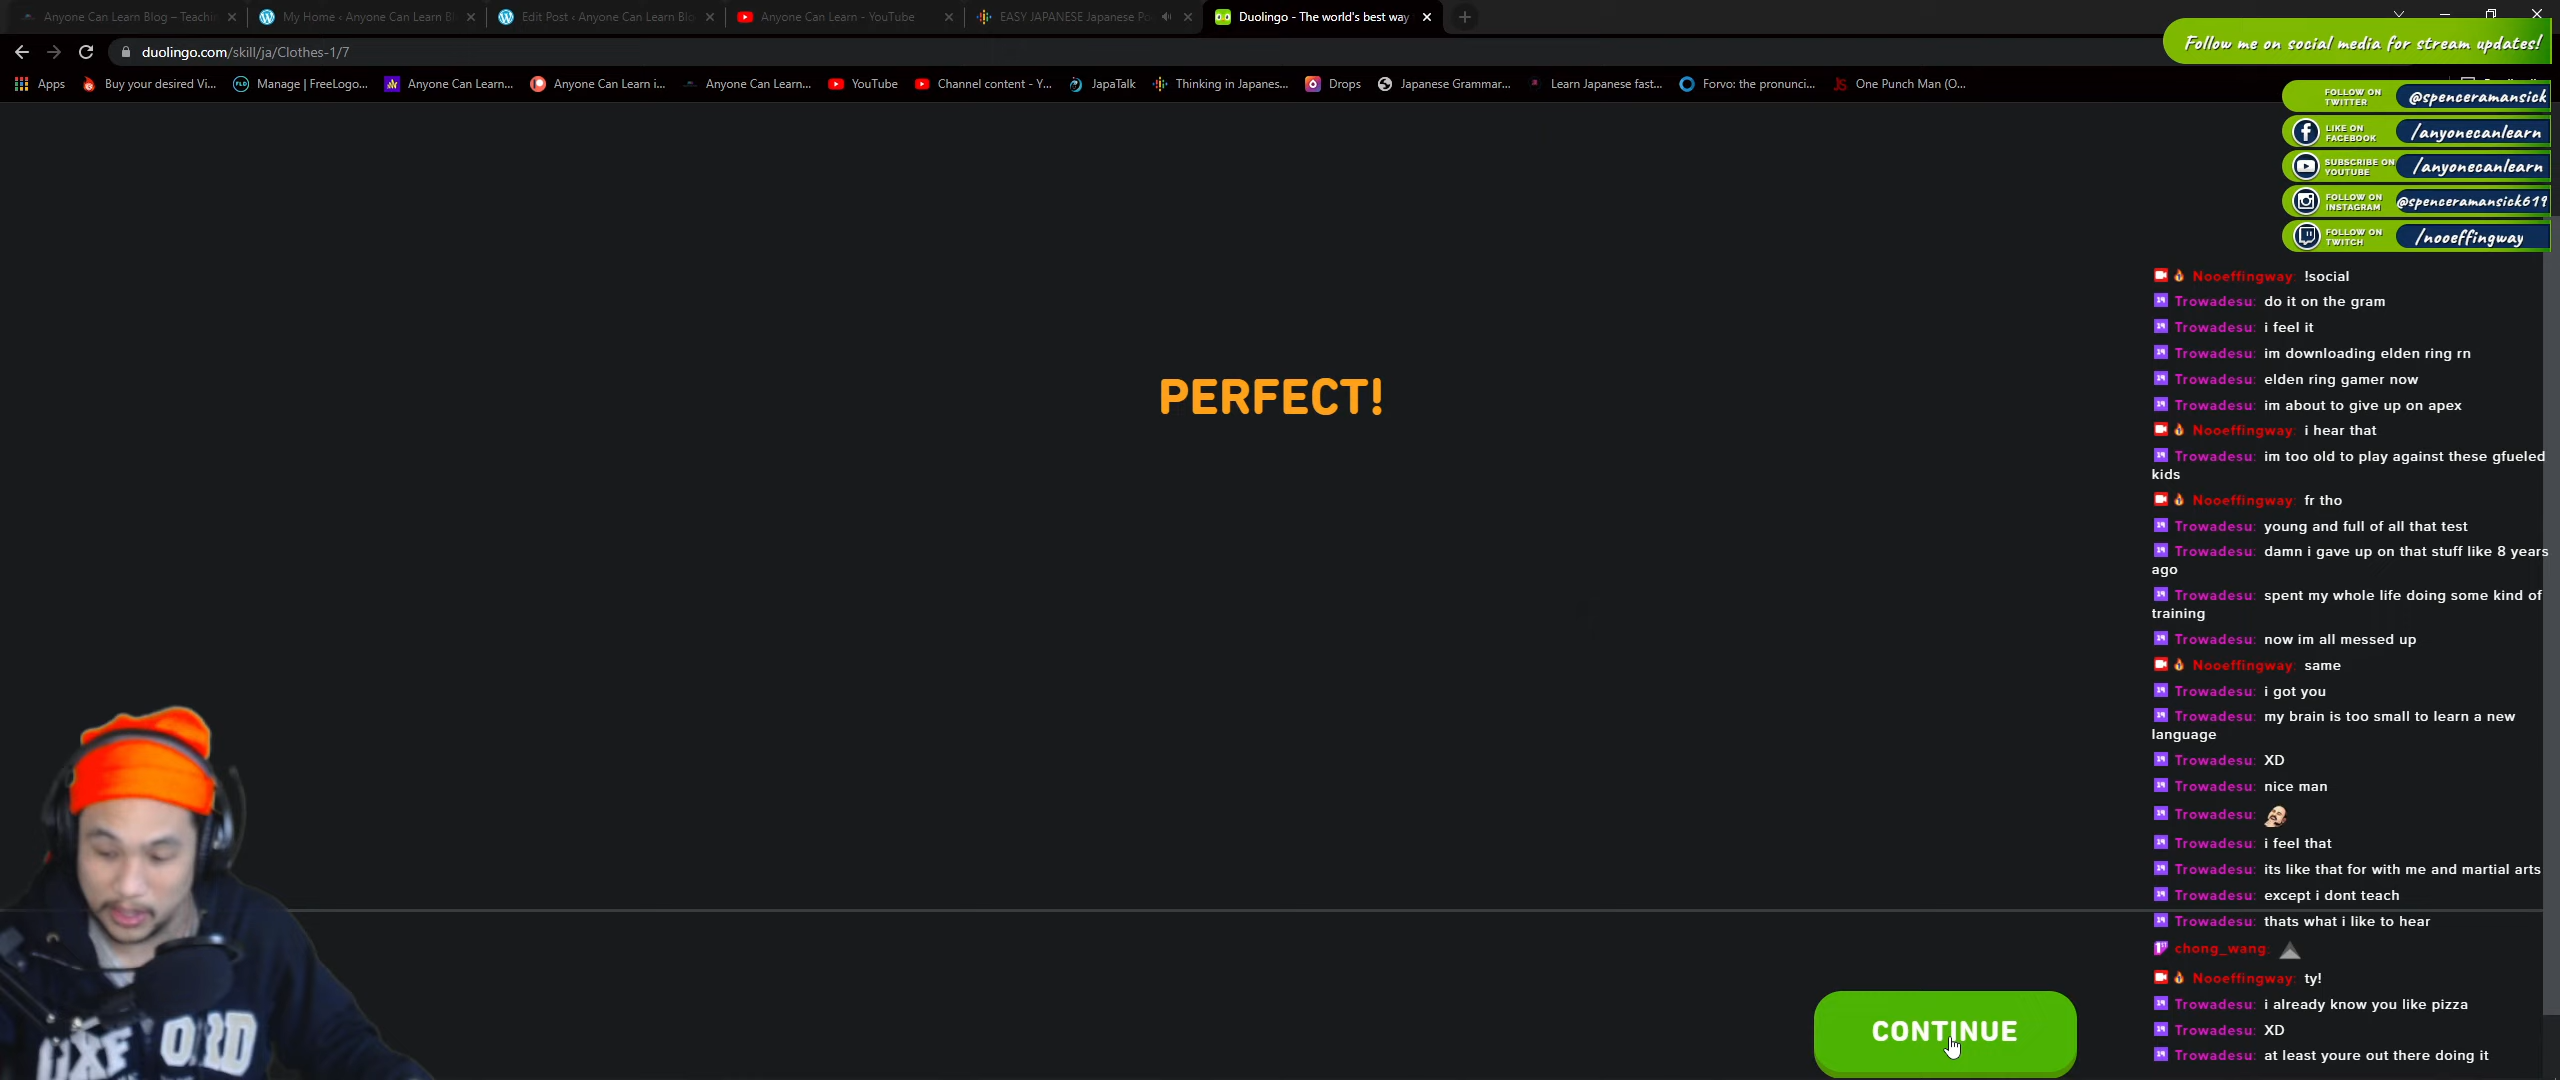 Anyone Can Learn Blog – Teachi
My Home ‹ Anyone Can Learn Bl
Edit Post ‹ Anyone Can Learn Blo
Anyone Can Learn - YouTube
EASY JAPANESE Japanese Po
Duolingo - The world's best way
duolingo.com/skill/ja/Clothes-1/7
Apps
Buy your desired Vi...
Manage | FreeLogo...
Anyone Can Learn...
Anyone Can Learn i...
Anyone Can Learn...
YouTube
Channel content - Y...
JapaTalk
Thinking in Japanes...
Drops
Japanese Grammar...
Learn Japanese fast...
Forvo: the pronunci...
One Punch Man (O...
Follow me on social media for stream updates!
FOLLOW ON TWITTER @spenceramansick
LIKE ON FACEBOOK /anyonecanlearn
SUBSCRIBE ON YOUTUBE /anyonecanlearn
FOLLOW ON INSTAGRAM @spenceramansick619
FOLLOW ON TWITCH /nooeffingway
PERFECT!
Nooeffingway: !social
Trowadesu: do it on the gram
Trowadesu: i feel it
Trowadesu: im downloading elden ring rn
Trowadesu: elden ring gamer now
Trowadesu: im about to give up on apex
Nooeffingway: i hear that
Trowadesu: im too old to play against these gfueled
kids
Nooeffingway: fr tho
Trowadesu: young and full of all that test
Trowadesu: damn i gave up on that stuff like 8 years
ago
Trowadesu: spent my whole life doing some kind of
training
Trowadesu: now im all messed up
Nooeffingway: same
Trowadesu: i got you
Trowadesu: my brain is too small to learn a new
language
Trowadesu: XD
Trowadesu: nice man
Trowadesu:
Trowadesu: i feel that
Trowadesu: its like that for with me and martial arts
Trowadesu: except i dont teach
Trowadesu: thats what i like to hear
chong_wang:
Nooeffingway: ty!
Trowadesu: i already know you like pizza
Trowadesu: XD
Trowadesu: at least youre out there doing it
CONTINUE